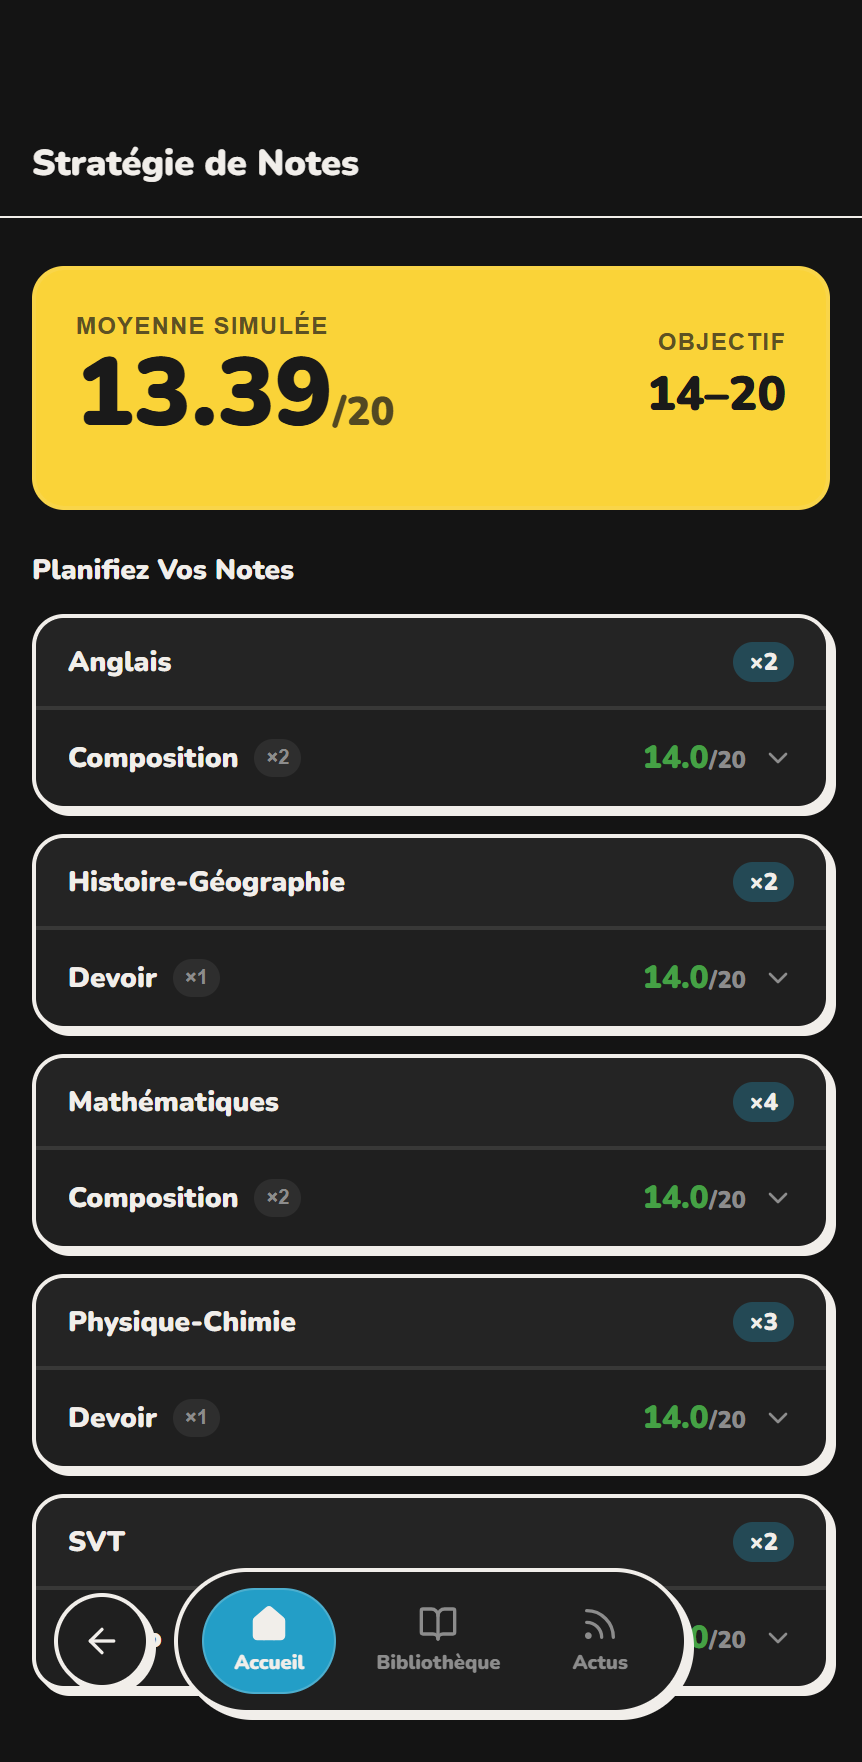 Stratégie de Notes
MOYENNE SIMULÉE
13.39/20
OBJECTIF
14–20
Planifiez Vos Notes
Anglais ×2
Composition ×2 14.0/20
Histoire-Géographie ×2
Devoir ×1 14.0/20
Mathématiques ×4
Composition ×2 14.0/20
Physique-Chimie ×3
Devoir ×1 14.0/20
SVT ×2
0/20
Accueil Bibliothèque Actus